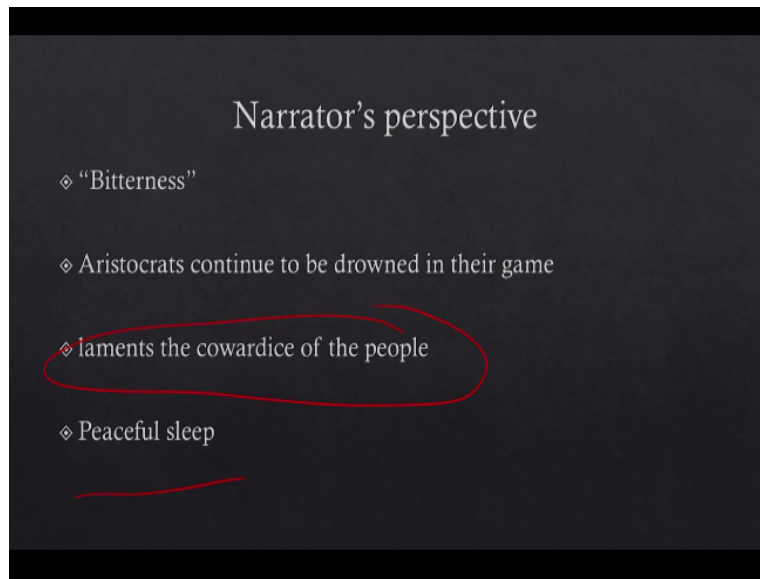 Narrator's perspective
“Bitterness”
Aristocrats continue to be drowned in their game
laments the cowardice of the people
Peaceful sleep